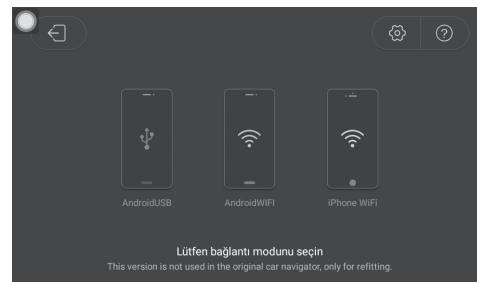 AndroidUSB AndroidWIFI iPhone WiFi
Lütfen bağlantı modunu seçin
This version is not used in the original car navigator, only for refitting.